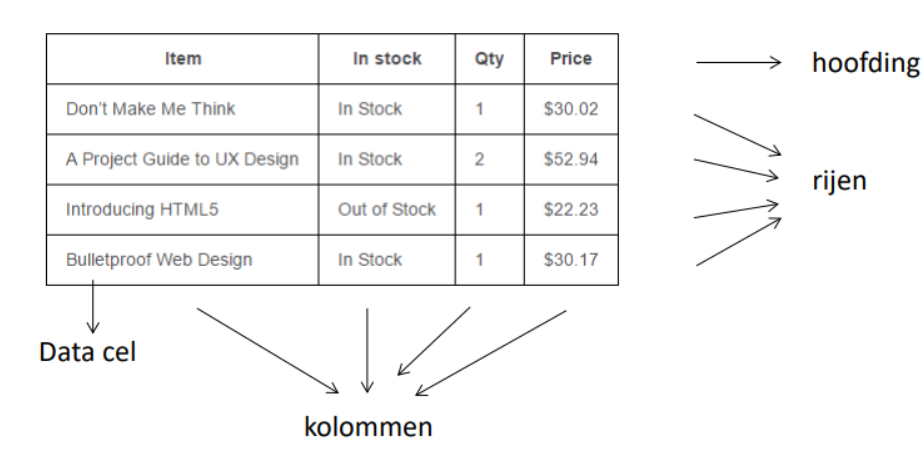 Item In stock Qty Price
hoofding
Don't Make Me Think In Stock 1 $30.02
A Project Guide to UX Design In Stock 2 $52.94
rijen
Introducing HTML5 Out of Stock 1 $22.23
Bulletproof Web Design In Stock 1 $30.17
Data cel
kolommen